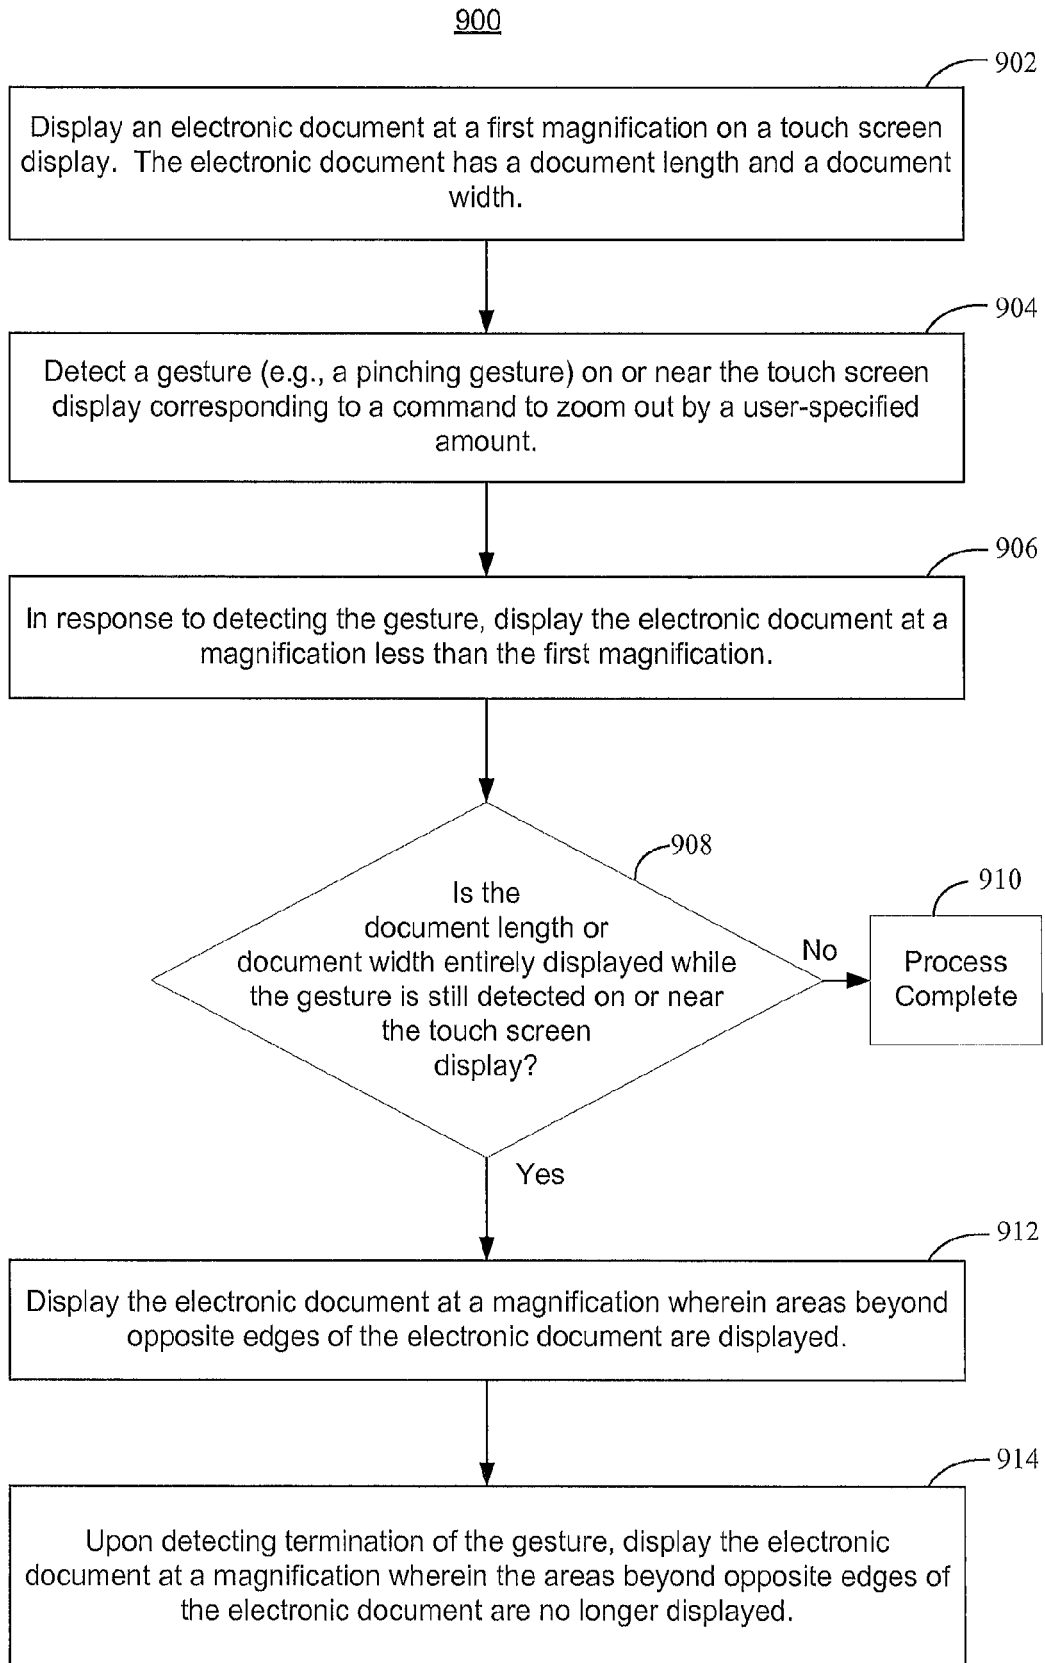 900
902
Display an electronic document at a first magnification on a touch screen
display.  The electronic document has a document length and a document
width.
904
Detect a gesture (e.g., a pinching gesture) on or near the touch screen
display corresponding to a command to zoom out by a user-specified
amount.
906
In response to detecting the gesture, display the electronic document at a
magnification less than the first magnification.
908
Is the
document length or
document width entirely displayed while
the gesture is still detected on or near
the touch screen
display?
No
910
Process
Complete
Yes
912
Display the electronic document at a magnification wherein areas beyond
opposite edges of the electronic document are displayed.
914
Upon detecting termination of the gesture, display the electronic
document at a magnification wherein the areas beyond opposite edges of
the electronic document are no longer displayed.